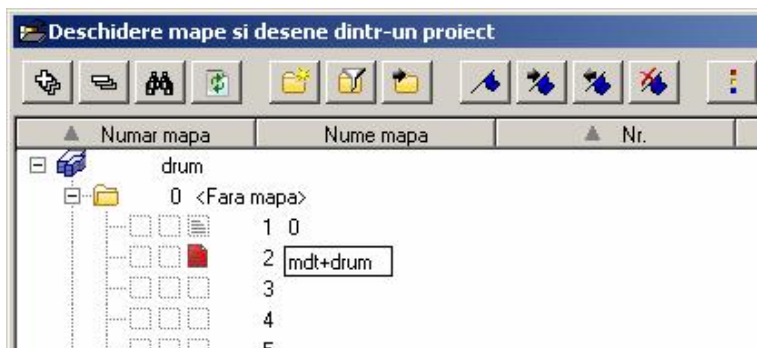 Deschidere mape si desene dintr-un proiect
Numar mapa Nume mapa Nr.
drum
0 <Fara mapa>
1 0
2 mdt+drum
3
4
5